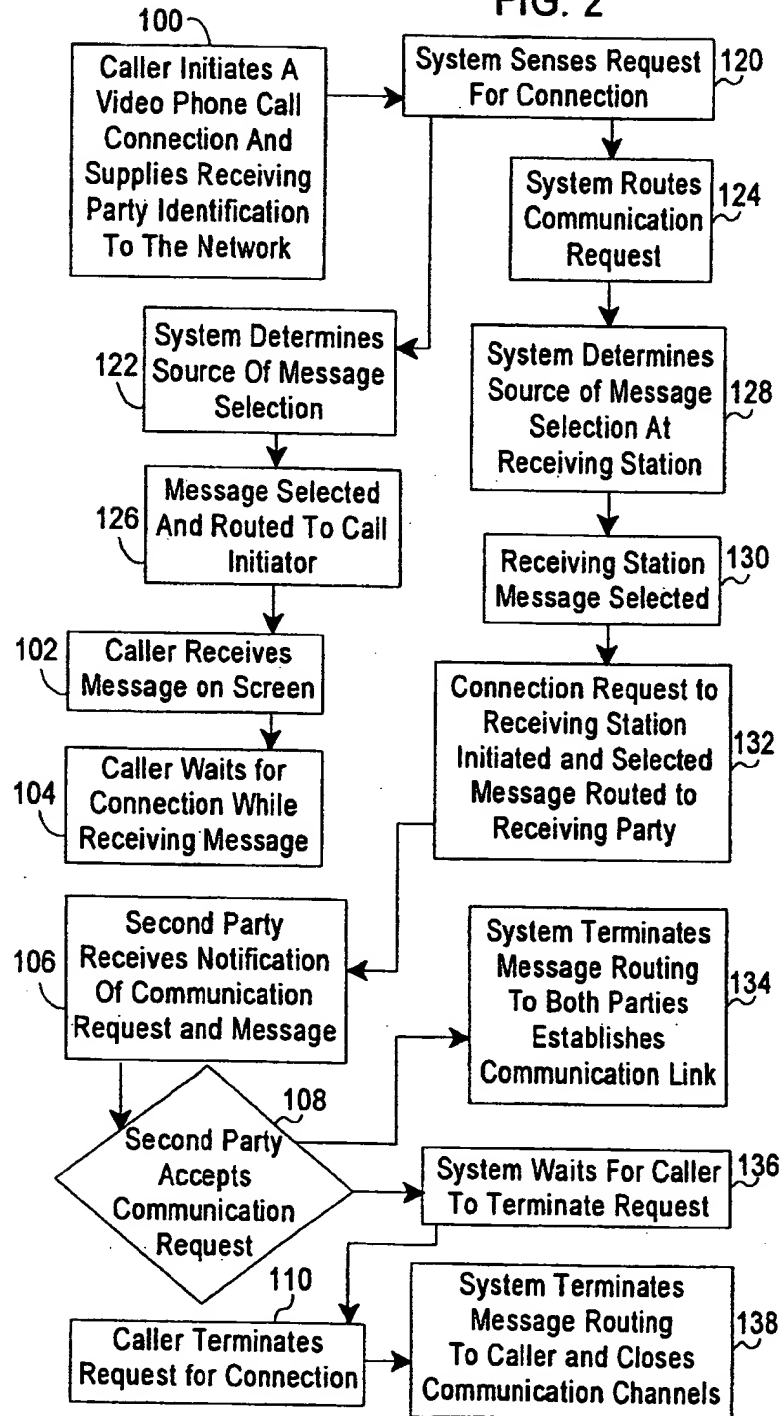 FIG. 2
100
Caller Initiates A
Video Phone Call
Connection And
Supplies Receiving
Party Identification
To The Network
System Senses Request
For Connection
120
System Routes
Communication
Request
124
System Determines
Source Of Message
Selection
122
System Determines
Source of Message
Selection At
Receiving Station
128
Message Selected
And Routed To Call
Initiator
126
Receiving Station
Message Selected
130
102
Caller Receives
Message on Screen
Connection Request to
Receiving Station
Initiated and Selected
Message Routed to
Receiving Party
132
104
Caller Waits for
Connection While
Receiving Message
106
Second Party
Receives Notification
Of Communication
Request and Message
System Terminates
Message Routing
To Both Parties
Establishes
Communication Link
134
108
Second Party
Accepts
Communication
Request
System Waits For Caller
To Terminate Request
136
110
Caller Terminates
Request for Connection
System Terminates
Message Routing
To Caller and Closes
Communication Channels
138